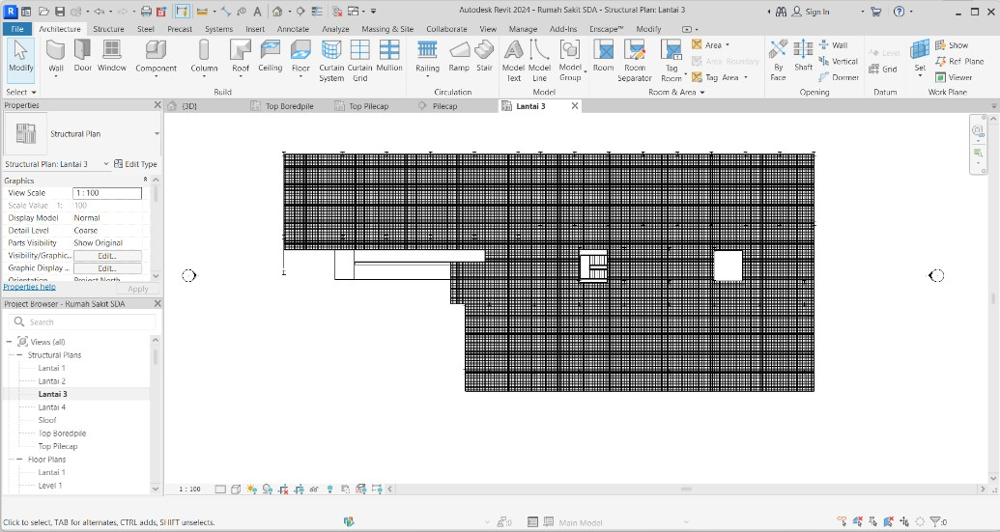 Autodesk Revit 2024 - Rumah Sakit SDA - Structural Plan: Lantai 3
Sign In
File Architecture Structure Steel Precast Systems Insert Annotate Analyze Massing & Site Collaborate View Manage Add-Ins Enscape™ Modify
Modify Wall Door Window Component Column Roof Ceiling Floor Curtain System Curtain Grid Mullion Railing Ramp Stair Model Text Model Line Model Group Room Room Separator Tag Room
Area
Area Boundary
Tag Area
By Face Shaft
Wall
Vertical
Dormer
Level
Grid
Set
Show
Ref Plane
Viewer
Select Build Circulation Model Room & Area Opening Datum Work Plane
Properties
{3D} Top Boredpile Top Pilecap Pilecap Lantai 3
Structural Plan
Structural Plan: Lantai 3 Edit Type
Graphics
View Scale 1 : 100
Scale Value 1: 100
Display Model Normal
Detail Level Coarse
Parts Visibility Show Original
Visibility/Graphic... Edit...
Graphic Display ... Edit...
Orientation Project North
Properties help Apply
Project Browser - Rumah Sakit SDA
Search
Views (all)
Structural Plans
Lantai 1
Lantai 2
Lantai 3
Lantai 4
Sloof
Top Boredpile
Top Pilecap
Floor Plans
Lantai 1
Level 1
1 : 100
Click to select, TAB for alternates, CTRL adds, SHIFT unselects.
:0
Main Model
:0